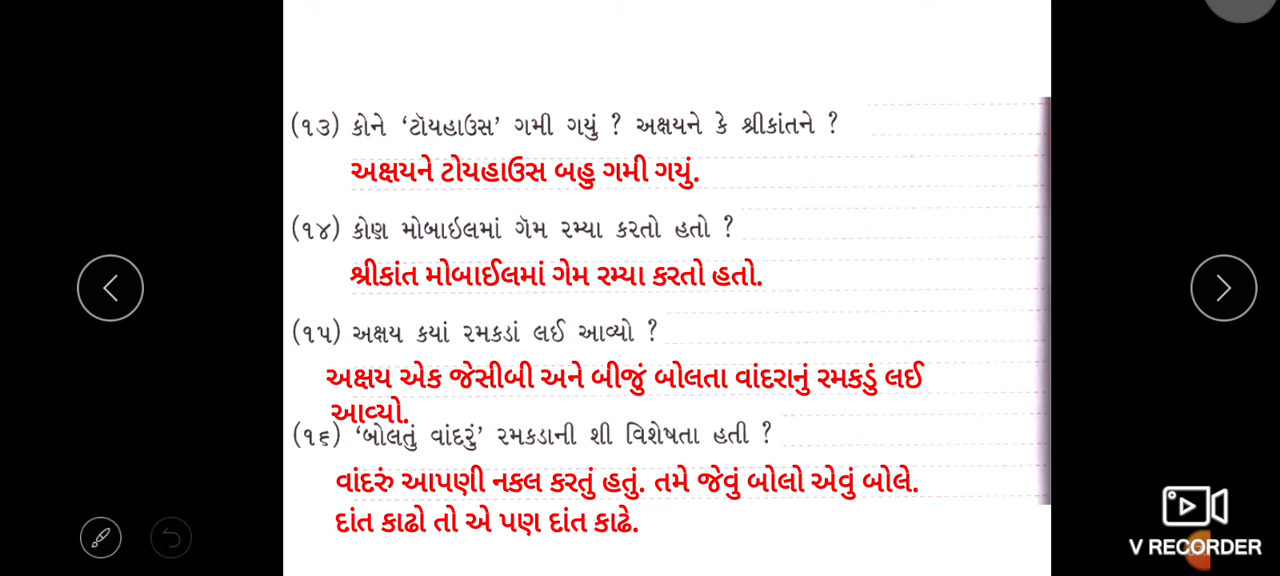 (૧૩) કોને ‘ટૉયહાઉસ’ ગમી ગયું ? અક્ષયને કે શ્રીકાંતને ?
અક્ષયને ટોયહાઉસ બહુ ગમી ગયું.
(૧૪) કોણ મોબાઇલમાં ગૅમ રમ્યા કરતો હતો ?
શ્રીકાંત મોબાઈલમાં ગેમ રમ્યા કરતો હતો.
(૧૫) અક્ષય કયાં રમકડાં લઈ આવ્યો ?
અક્ષય એક જેસીબી અને બીજું બોલતા વાંદરાનું રમકડું લઈ
આવ્યો.
(૧૬) ‘બોલતું વાંદરું’ રમકડાની શી વિશેષતા હતી ?
વાંદરું આપણી નકલ કરતું હતું. તમે જેવું બોલો એવું બોલે.
દાંત કાઢો તો એ પણ દાંત કાઢે.
V RECORDER